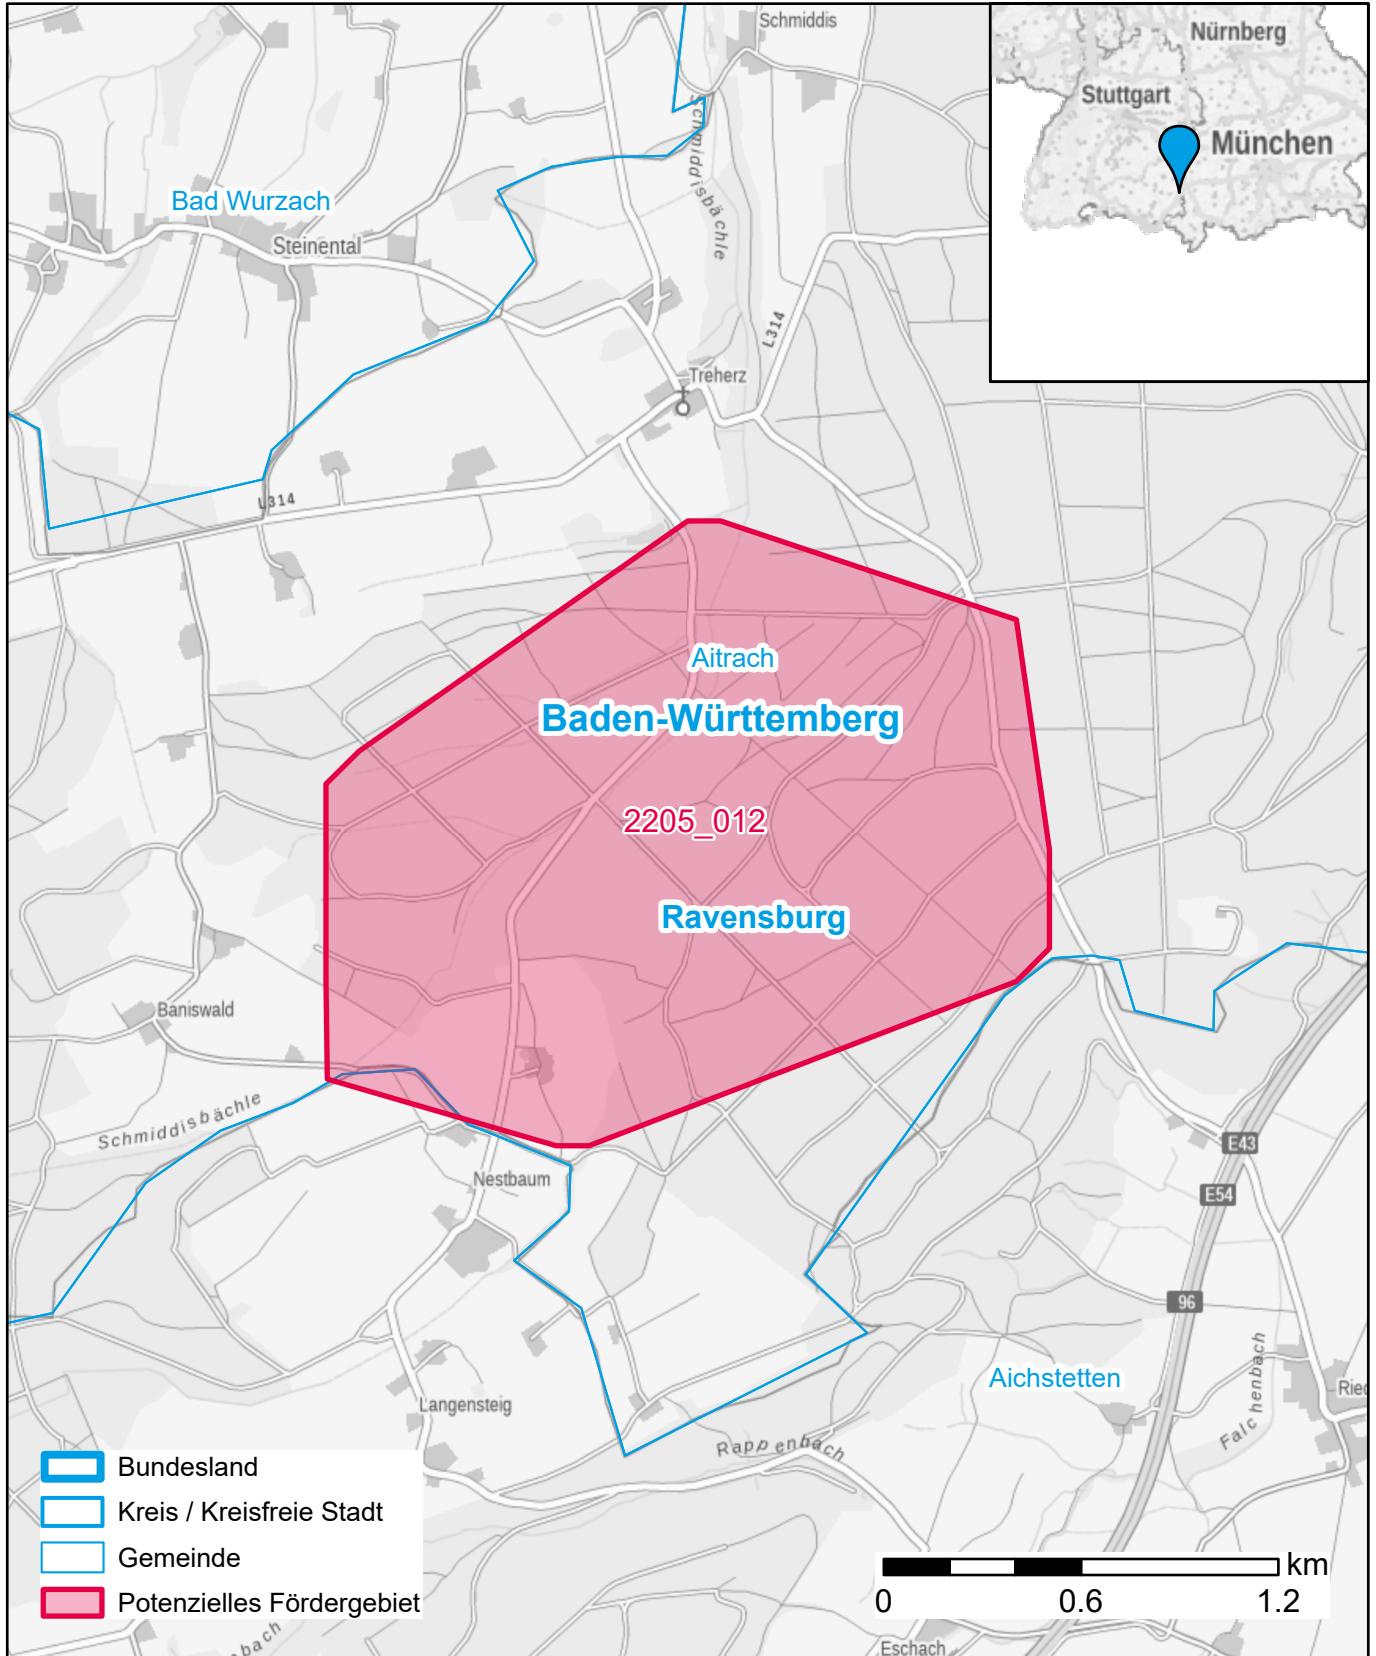 Schmiddis
Nürnberg
Stuttgart
München
Schmiddisbächle
Bad Wurzach
Steinental
L314
Treherz
L314
Aitrach
Baden-Württemberg
2205_012
Ravensburg
Baniswald
Schmiddisbächle
Nestbaum
E43
E54
96
Aichstetten
Falchenbach
Ried
Langensteig
Rappenbach
Bundesland
Kreis / Kreisfreie Stadt
Gemeinde
Potenzielles Fördergebiet
km
0 0.6 1.2
bach
Eschach